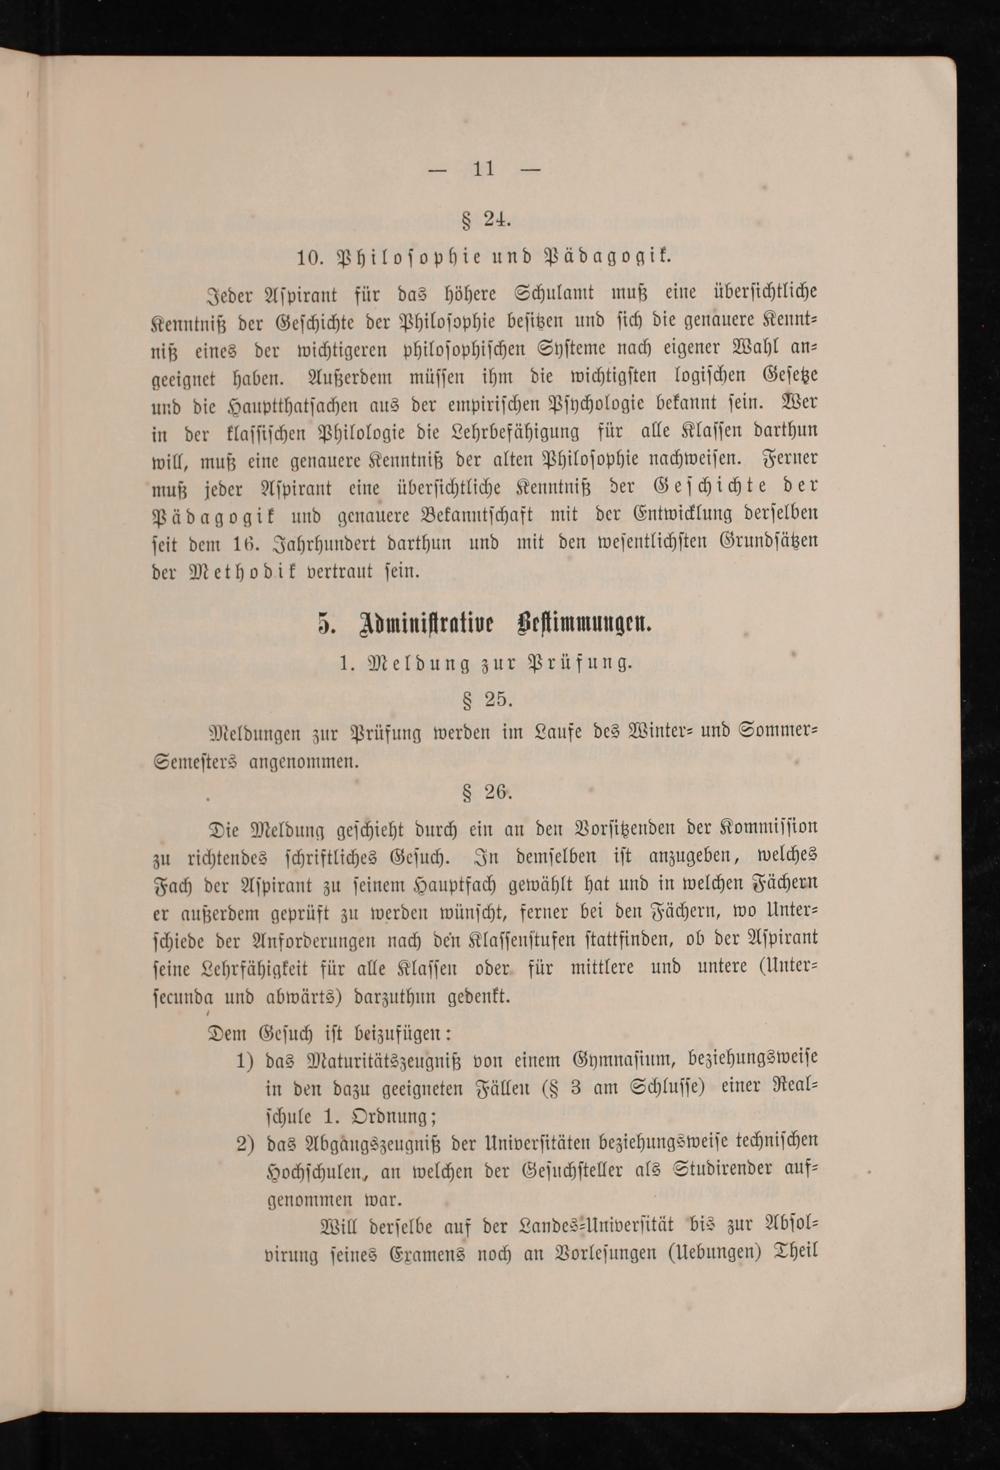 — 11 —
§ 24.
10. Philosophie und Pädagogik.
Jeder Aspirant für das höhere Schulamt muß eine übersichtliche
Kenntniß der Geschichte der Philosophie besitzen und sich die genauere Kennt-
niß eines der wichtigeren philosophischen Systeme nach eigener Wahl an-
geeignet haben. Außerdem müssen ihm die wichtigsten logischen Gesetze
und die Hauptthatsachen aus der empirischen Psychologie bekannt sein. Wer
in der klassischen Philologie die Lehrbefähigung für alle Klassen darthun
will, muß eine genauere Kenntniß der alten Philosophie nachweisen. Ferner
muß jeder Aspirant eine übersichtliche Kenntniß der Geschichte der
Pädagogik und genauere Bekanntschaft mit der Entwicklung derselben
seit dem 16. Jahrhundert darthun und mit den wesentlichsten Grundsätzen
der Methodik vertraut sein.
5. Administrative Bestimmungen.
1. Meldung zur Prüfung.
§ 25.
Meldungen zur Prüfung werden im Laufe des Winter- und Sommer-
Semesters angenommen.
§ 26.
Die Meldung geschieht durch ein an den Vorsitzenden der Kommission
zu richtendes schriftliches Gesuch. In demselben ist anzugeben, welches
Fach der Aspirant zu seinem Hauptfach gewählt hat und in welchen Fächern
er außerdem geprüft zu werden wünscht, ferner bei den Fächern, wo Unter-
schiede der Anforderungen nach den Klassenstufen stattfinden, ob der Aspirant
seine Lehrfähigkeit für alle Klassen oder für mittlere und untere (Unter-
secunda und abwärts) darzuthun gedenkt.
Dem Gesuch ist beizufügen:
1) das Maturitätszeugniß von einem Gymnasium, beziehungsweise
in den dazu geeigneten Fällen (§ 3 am Schlusse) einer Real-
schule 1. Ordnung;
2) das Abgangszeugniß der Universitäten beziehungsweise technischen
Hochschulen, an welchen der Gesuchsteller als Studirender auf-
genommen war.
Will derselbe auf der Landes-Universität bis zur Absol-
virung seines Examens noch an Vorlesungen (Uebungen) Theil